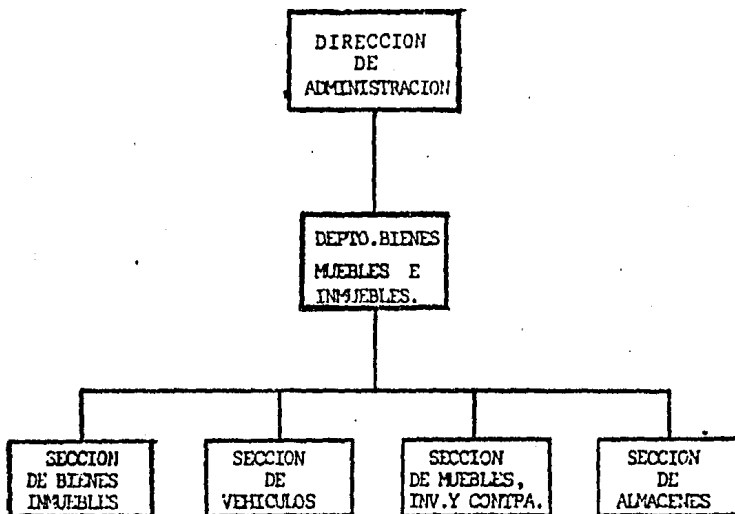 DIRECCION
DE
ADMINISTRACION
DEPTO.BIENES
MUEBLES E
INMUEBLES.
SECCION
DE BIENES
INMUEBLES
SECCION
DE
VEHICULOS
SECCION
DE MUEBLES,
INV.Y CONTRA.
SECCION
DE
ALMACENES